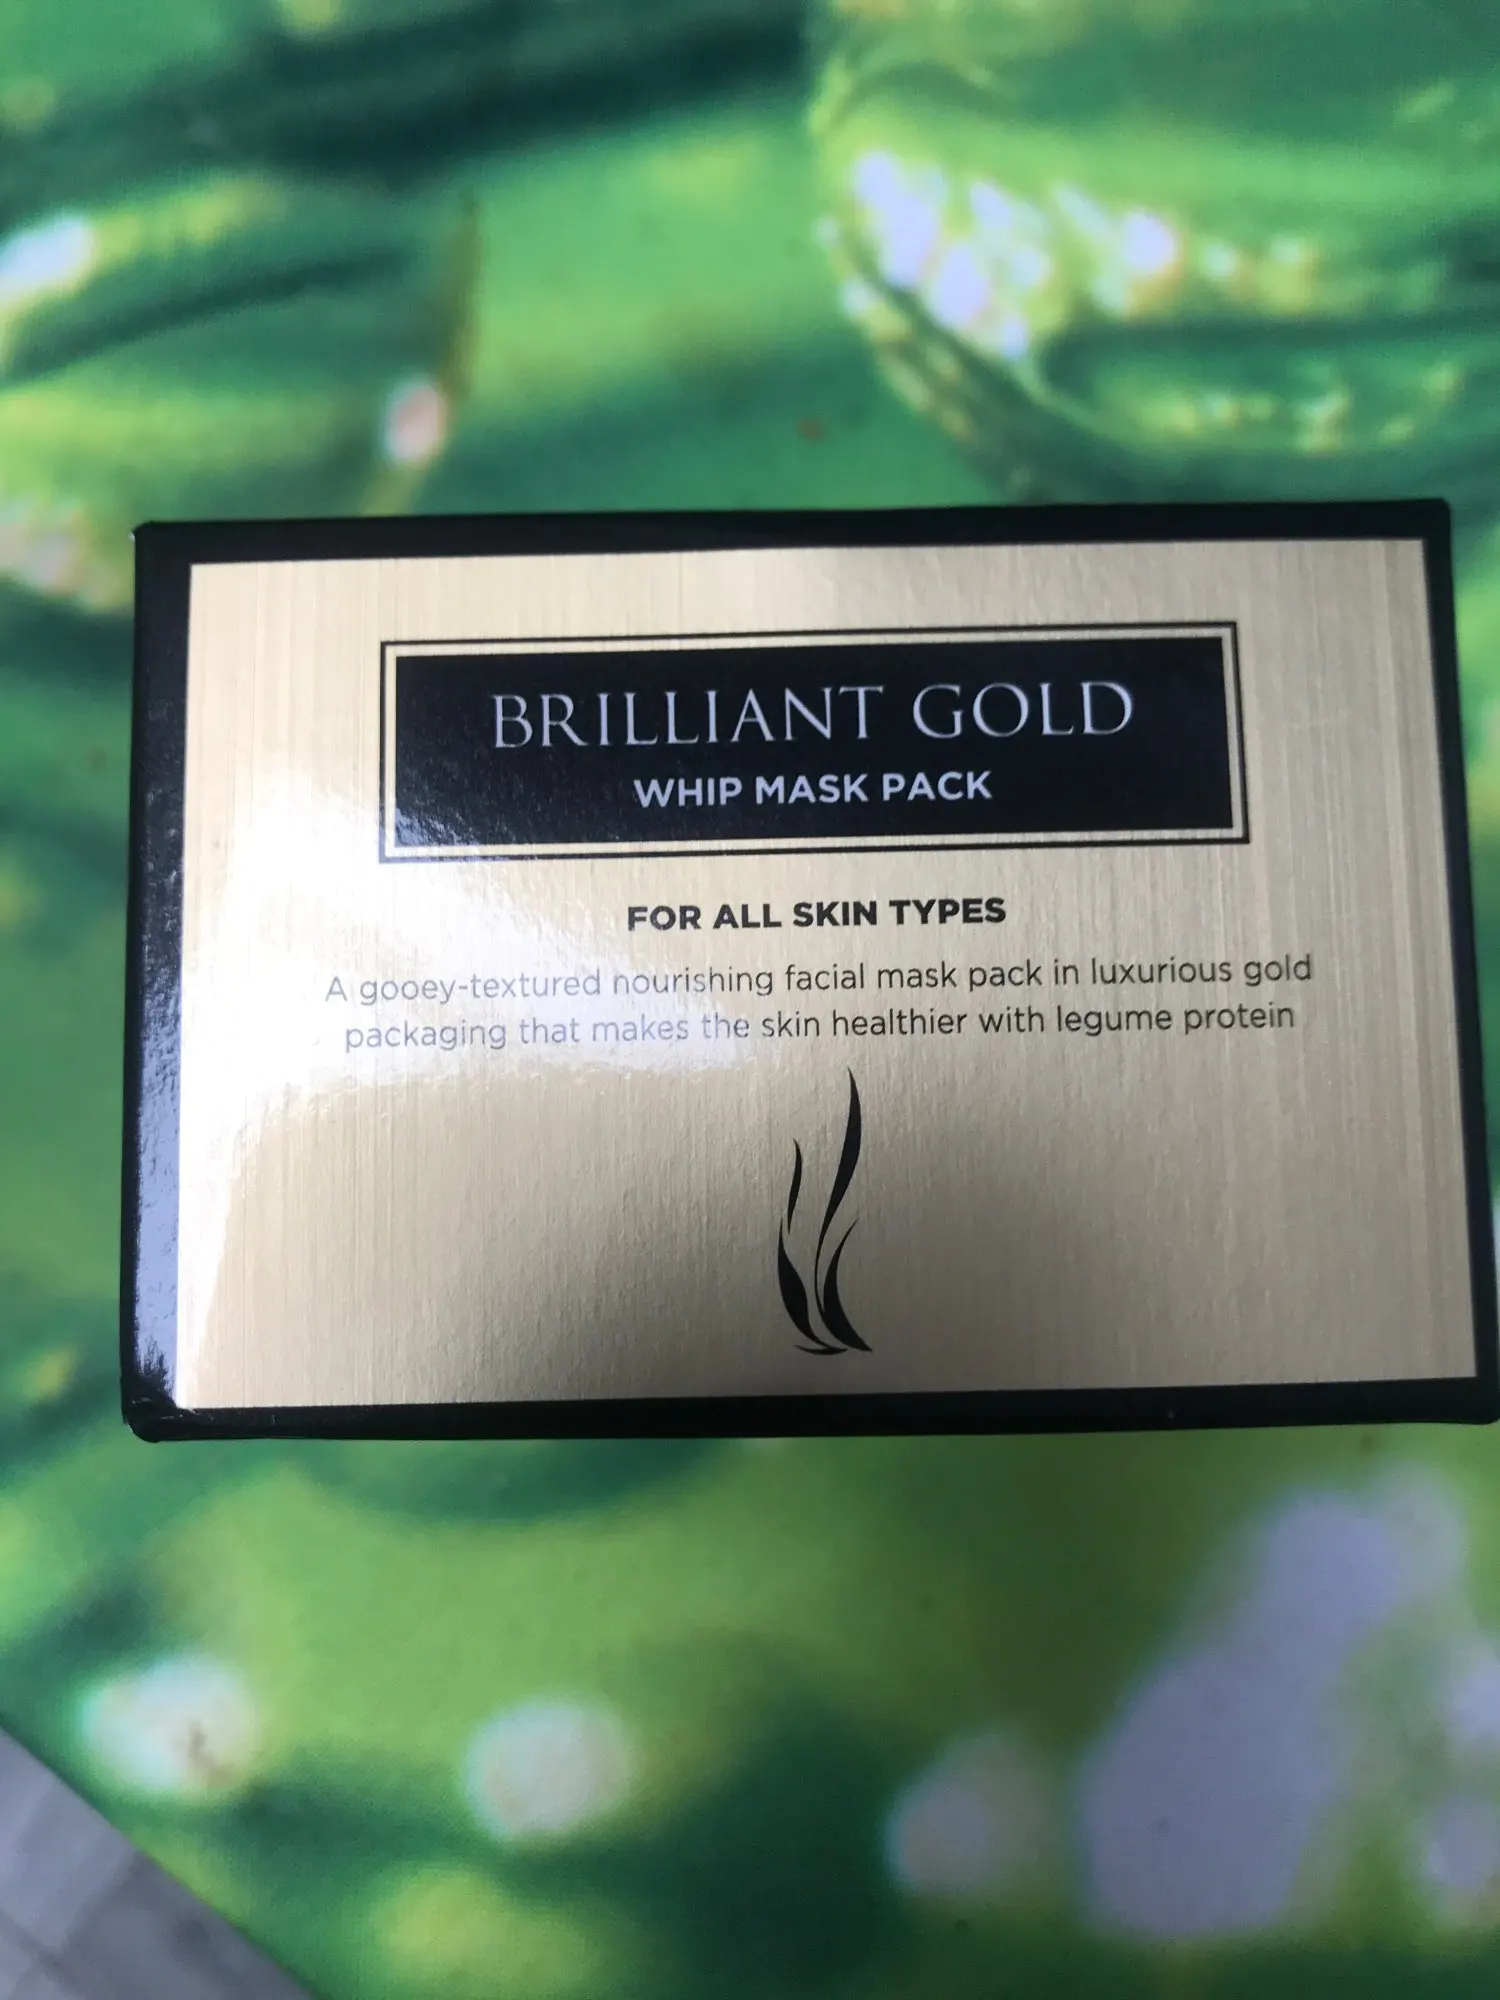 BRILLIANT GOLD
WHIP MASK PACK
FOR ALL SKIN TYPES
A gooey-textured nourishing facial mask pack in luxurious gold
packaging that makes the skin healthier with legume protein